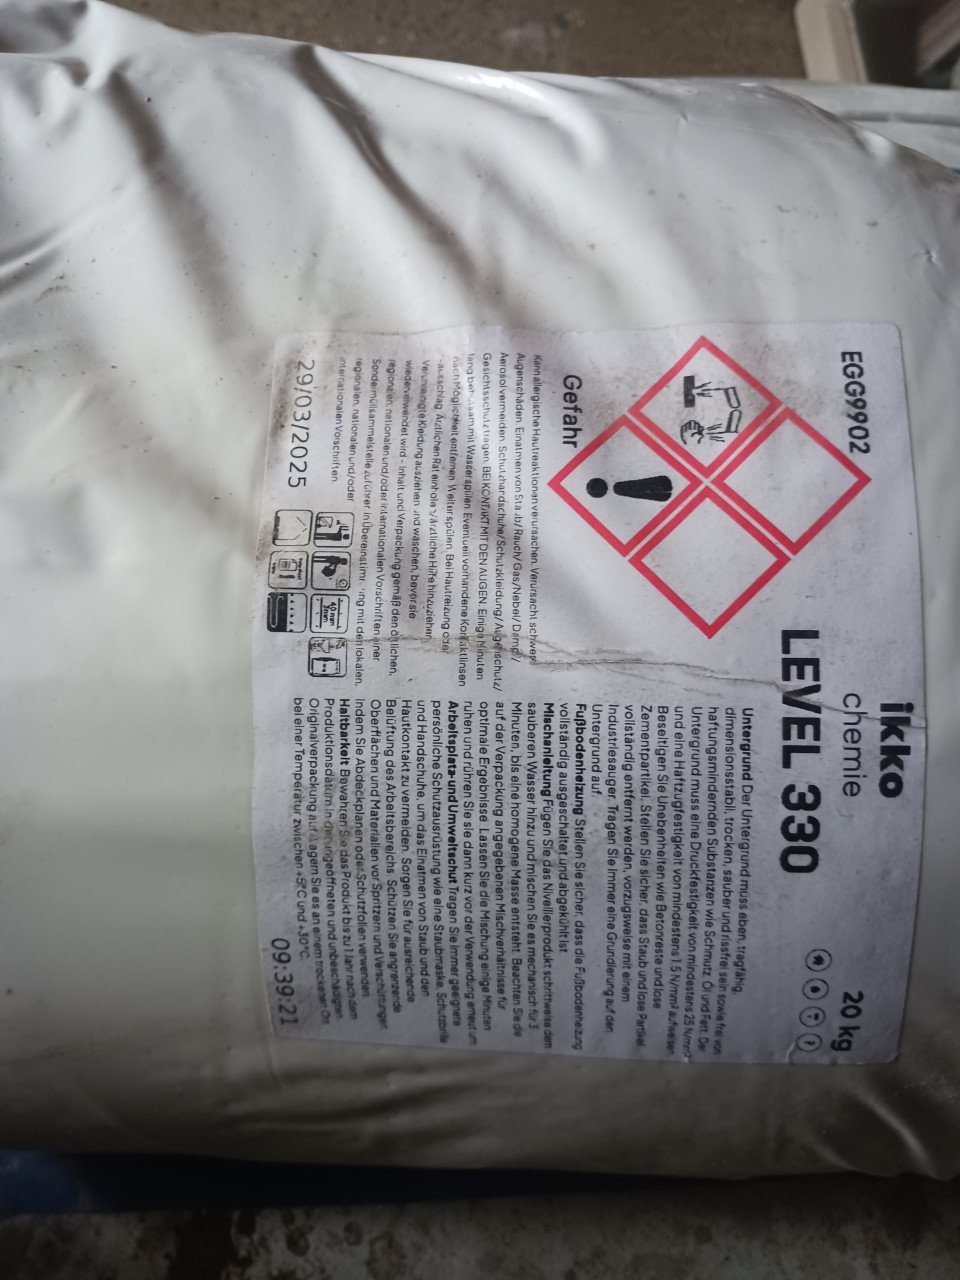 EGG9902
ikko
chemie
20 kg
LEVEL 330
Gefahr
Kann allergische Hautreaktionen verursachen. Verursacht schwere
Augenschäden. Einatmen von Staub/ Rauch/ Gas/Nebel/ Dampf/
Aerosol vermeiden. Schutzhandschuhe/ Schutzkleidung/ Augenschutz/
Gesichtsschutz tragen. BEI KONTAKT MIT DEN AUGEN: Einige Minuten
lang behutsam mit Wasser spülen. Eventuell vorhandene Kontaktlinsen
nach Möglichkeit entfernen. Weiter spülen. Bei Hautreizung oder
-ausschlag: Ärztlichen Rat einholen/ärztliche Hilfe hinzuziehen.
Verunreinigte Kleidung ausziehen und waschen, bevor sie
wiederverwendet wird - Inhalt und Verpackung gemäß den örtlichen,
regionalen, nationalen und/oder internationalen Vorschriften einer
Sondermüllsammelstelle zuführer in Übereinstimmung mit den lokalen,
regionalen, nationalen und/oder
internationalen Vorschriften.
29/03/2025
Untergrund Der Untergrund muss eben, tragfähig,
dimensionsstabil, trocken, sauber und rissfrei sein sowie frei von
haftungsmindernden Substanzen wie Schmutz, Öl und Fett. Der
Untergrund muss eine Druckfestigkeit von mindestens 25 N/mm²
und eine Haftzugfestigkeit von mindestens 1,5 N/mm² aufweisen.
Beseitigen Sie Unebenheiten wie Betonreste und lose
Zementpartikel. Stellen Sie sicher, dass Staub und lose Partikel
vollständig entfernt werden, vorzugsweise mit einem
Industriesauger. Tragen Sie immer eine Grundierung auf den
Untergrund auf.
Fußbodenheizung Stellen Sie sicher, dass die Fußbodenheizung
vollständig ausgeschaltet und abgekühlt ist
Mischanleitung Fügen Sie das Nivellierprodukt schrittweise dem
sauberen Wasser hinzu und mischen Sie es mechanisch für 3
Minuten, bis eine homogene Masse entsteht. Beachten Sie die
auf der Verpackung angegebenen Mischverhältnisse für
optimale Ergebnisse. Lassen Sie die Mischung einige Minuten
ruhen und rühren Sie sie dann kurz vor der Verwendung erneut um.
Arbeitsplatz- und Umweltschut Tragen Sie immer geeignete
persönliche Schutzausrüstung wie eine Staubmaske, Schutzbrille
und Handschuhe, um das Einatmen von Staub und den
Hautkontakt zu vermeiden. Sorgen Sie für ausreichende
Belüftung des Arbeitsbereichs. Schützen Sie angrenzende
Oberflächen und Materialien vor Spritzern und Verschüttungen,
indem Sie Abdeckplanen oder Schutzfolien verwenden.
Haltbarkeit Bewahren Sie das Produkt bis zu 1 Jahr nach dem
Produktionsdatum in der ungeöffneten und unbeschädigten
Originalverpackung auf. Lagern Sie es an einem trockenen Ort
bei einer Temperatur zwischen +5°C und +30°C.
09:39:21